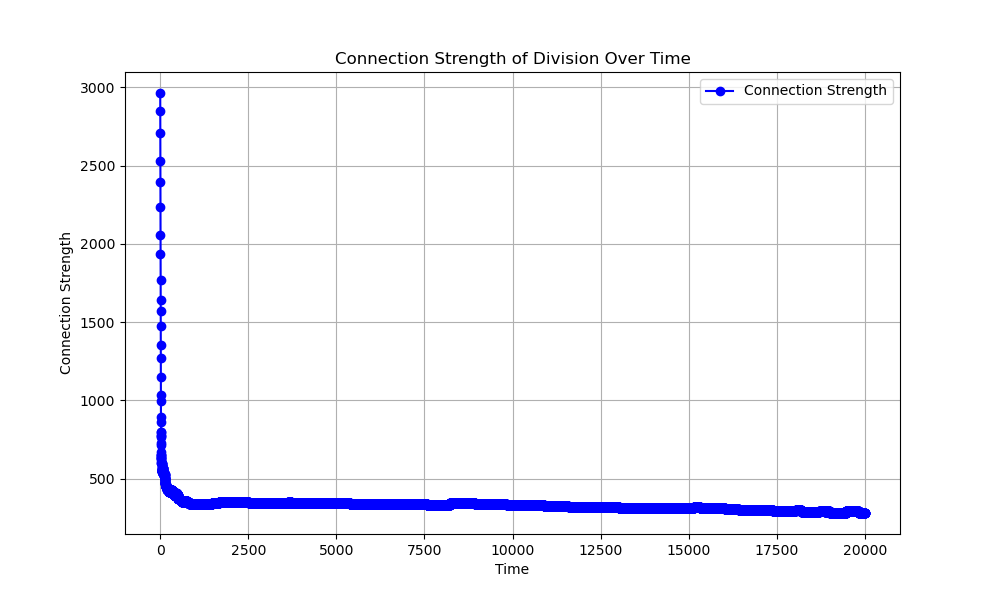 Connection Strength of Division Over Time
Connection Strength
3000
2500
2000
1500
1000
500
Connection Strength
0 2500 5000 7500 10000 12500 15000 17500 20000
Time